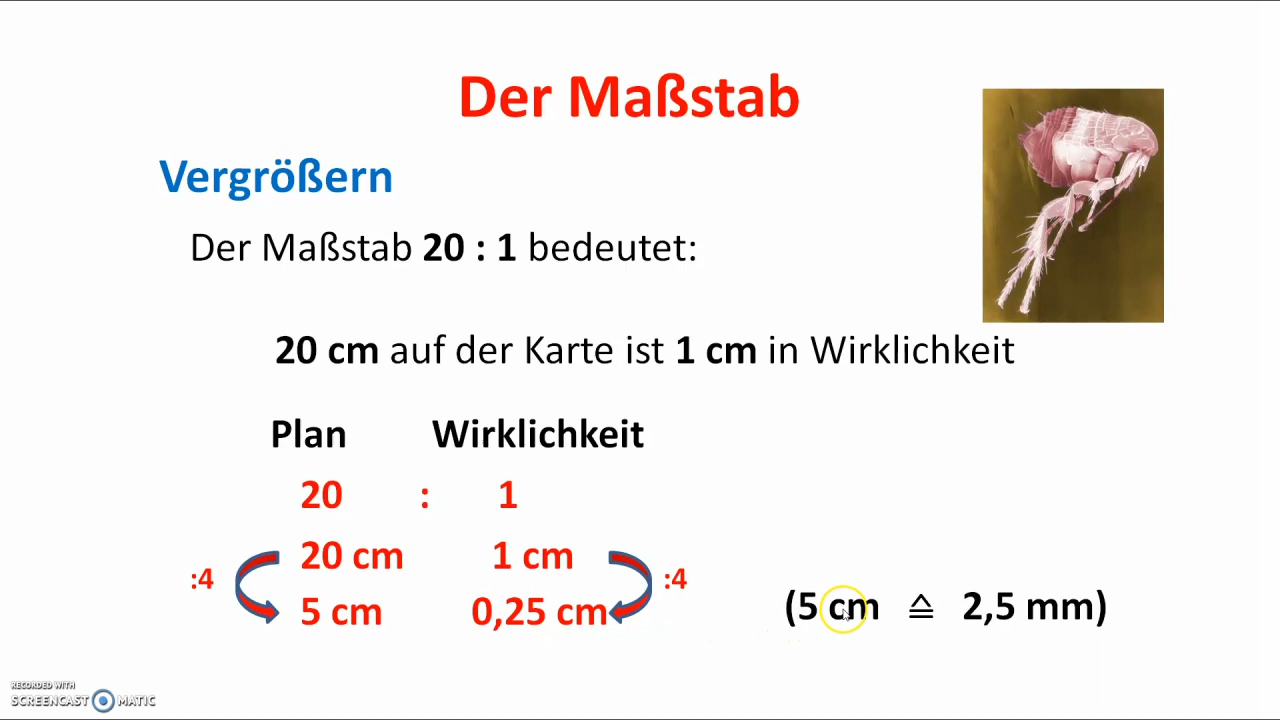 Der Maßstab
Vergrößern
Der Maßstab 20 : 1 bedeutet:
20 cm auf der Karte ist 1 cm in Wirklichkeit
Plan Wirklichkeit
20 : 1
20 cm 1 cm
:4 :4
5 cm 0,25 cm
(5 cm ≙ 2,5 mm)
RECORDED WITH
SCREENCAST MATIC